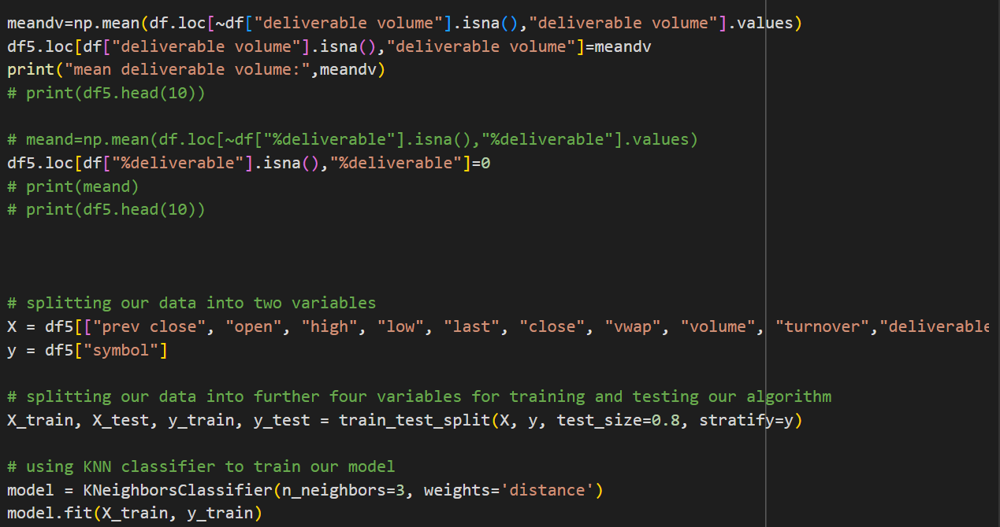 meandv=np.mean(df.loc[~df["deliverable volume"].isna(),"deliverable volume"].values)
df5.loc[df["deliverable volume"].isna(),"deliverable volume"]=meandv
print("mean deliverable volume:",meandv)
# print(df5.head(10))
# meand=np.mean(df.loc[~df["%deliverable"].isna(),"%deliverable"].values)
df5.loc[df["%deliverable"].isna(),"%deliverable"]=0
# print(meand)
# print(df5.head(10))
# splitting our data into two variables
X = df5[["prev close", "open", "high", "low", "last", "close", "vwap", "volume", "turnover","deliverable
y = df5["symbol"]
# splitting our data into further four variables for training and testing our algorithm
X_train, X_test, y_train, y_test = train_test_split(X, y, test_size=0.8, stratify=y)
# using KNN classifier to train our model
model = KNeighborsClassifier(n_neighbors=3, weights='distance')
model.fit(X_train, y_train)